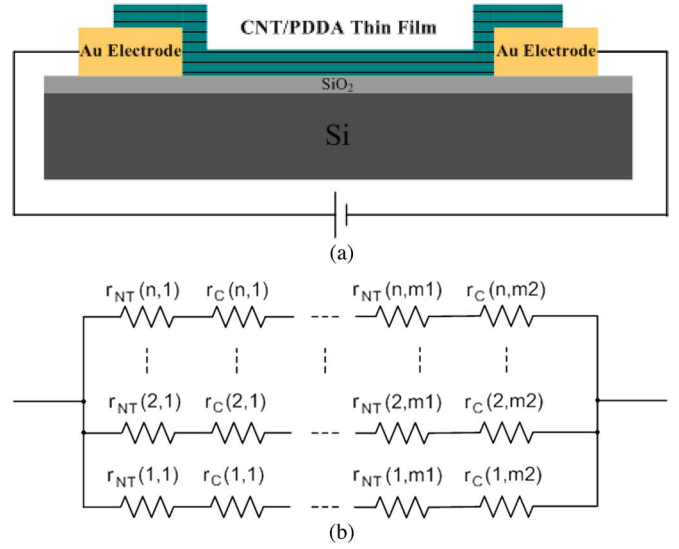 CNT/PDDA Thin Film
Au Electrode Au Electrode
SiO2
Si
(a)
rNT(n,1) rC(n,1) rNT(n,m1) rC(n,m2)
rNT(2,1) rC(2,1) rNT(2,m1) rC(2,m2)
rNT(1,1) rC(1,1) rNT(1,m1) rC(1,m2)
(b)